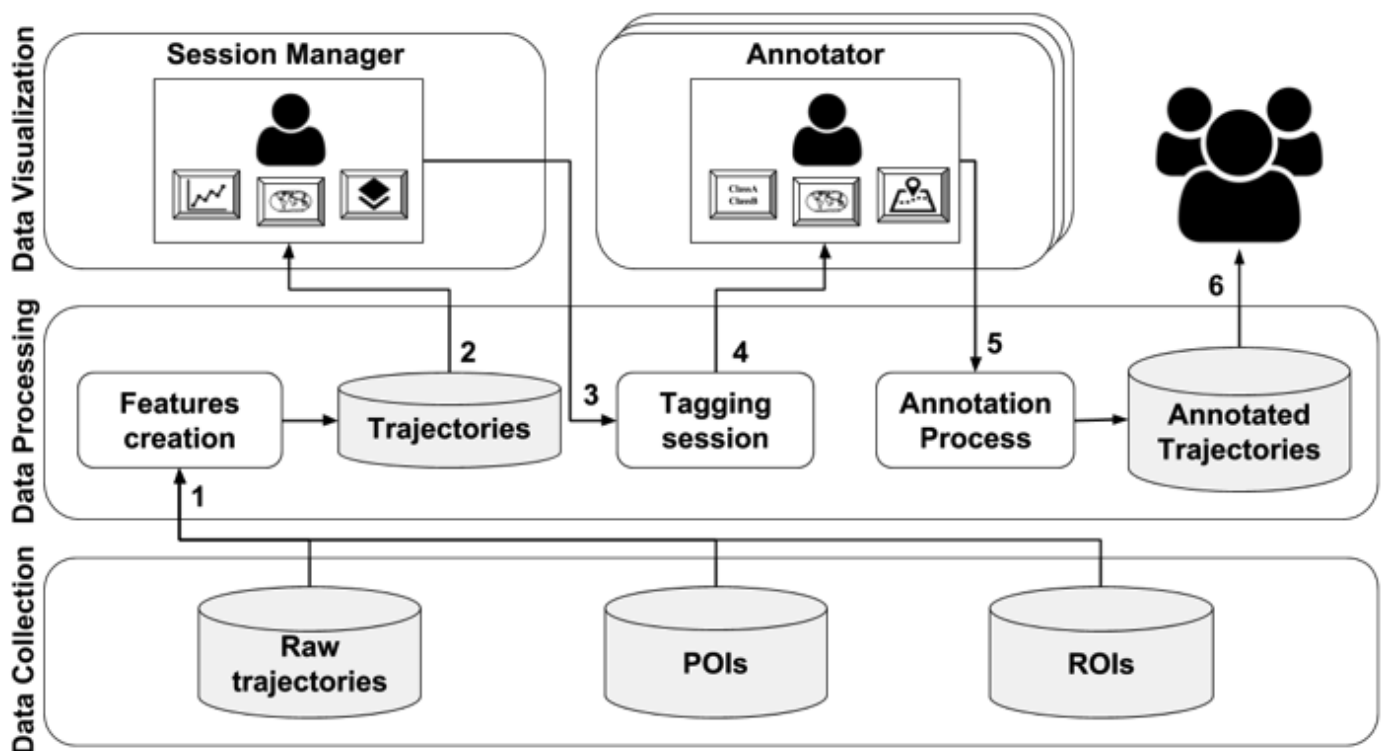 Data Visualization
Session Manager
Annotator
ClassA
ClassB
Data Processing
1
2
3
4
5
6
Features
creation
Trajectories
Tagging
session
Annotation
Process
Annotated
Trajectories
Data Collection
Raw
trajectories
POIs
ROIs